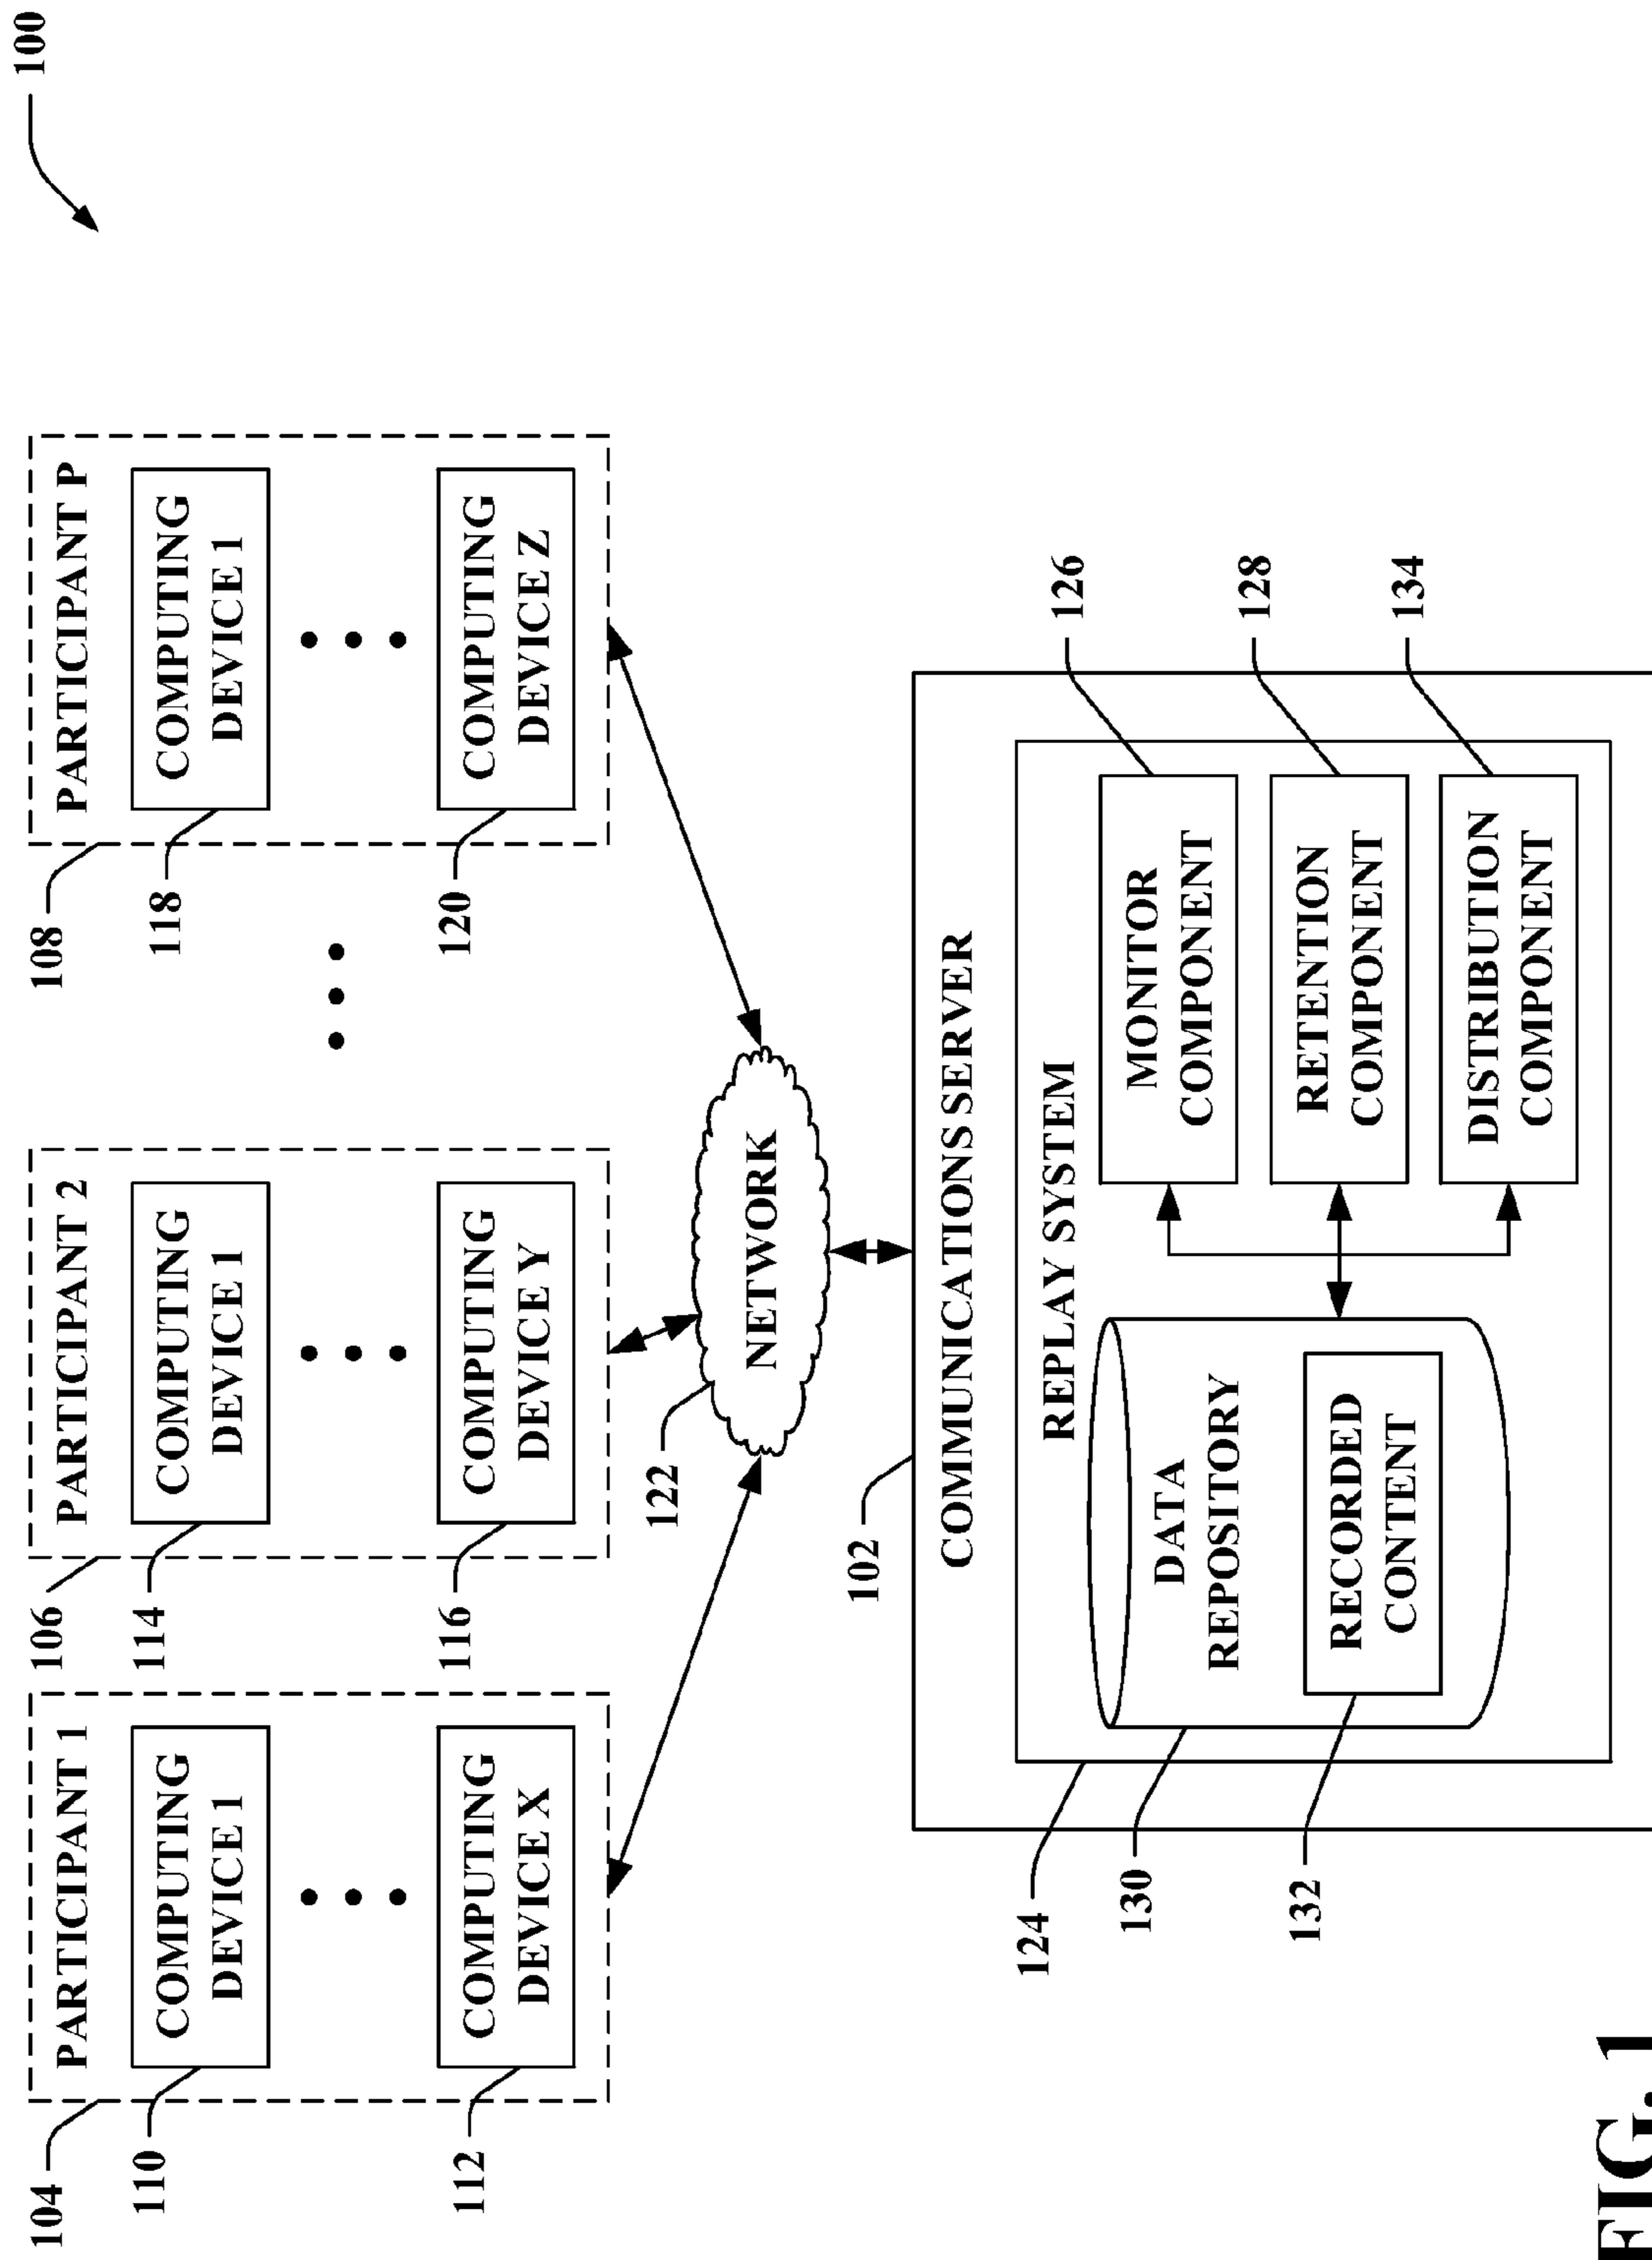 100
PARTICIPANT 1
COMPUTING
DEVICE 1
COMPUTING
DEVICE X
104
110
112
PARTICIPANT 2
COMPUTING
DEVICE 1
COMPUTING
DEVICE Y
106
114
116
PARTICIPANT P
COMPUTING
DEVICE 1
COMPUTING
DEVICE Z
108
118
120
NETWORK
122
102
COMMUNICATIONS SERVER
REPLAY SYSTEM
124
DATA
REPOSITORY
130
RECORDED
CONTENT
132
MONITOR
COMPONENT
126
RETENTION
COMPONENT
128
DISTRIBUTION
COMPONENT
134
FIG. 1